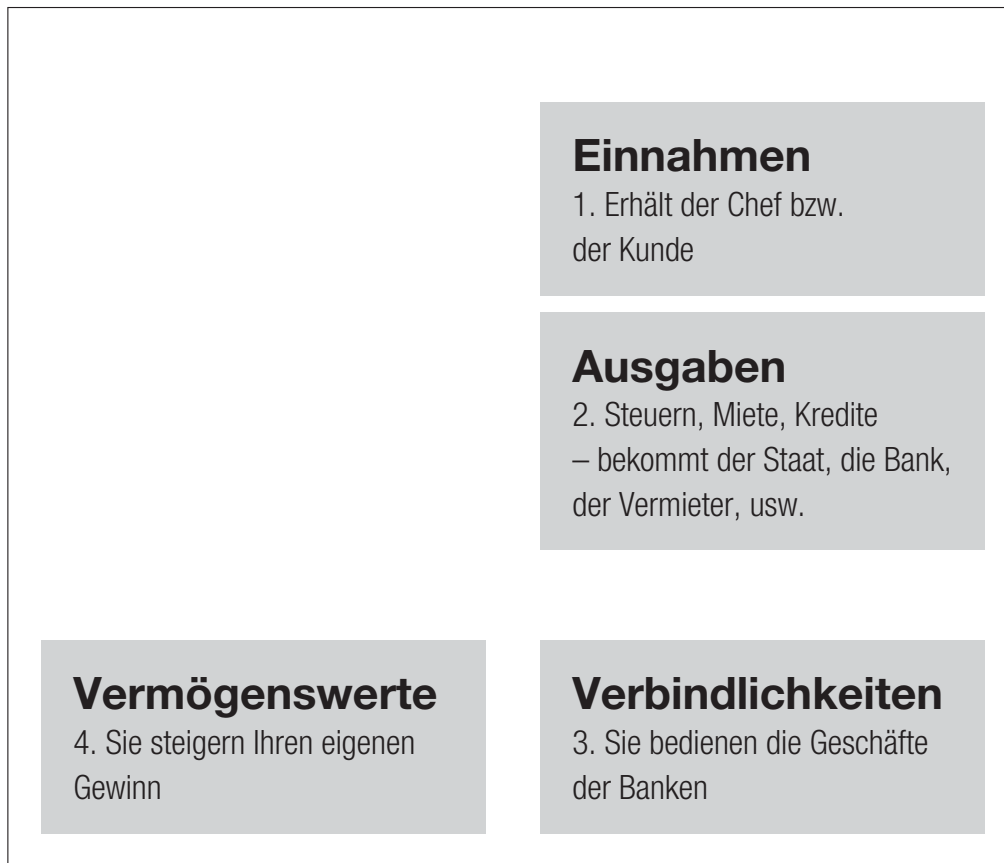 Einnahmen
1. Erhält der Chef bzw.
der Kunde
Ausgaben
2. Steuern, Miete, Kredite
– bekommt der Staat, die Bank,
der Vermieter, usw.
Vermögenswerte
4. Sie steigern Ihren eigenen
Gewinn
Verbindlichkeiten
3. Sie bedienen die Geschäfte
der Banken